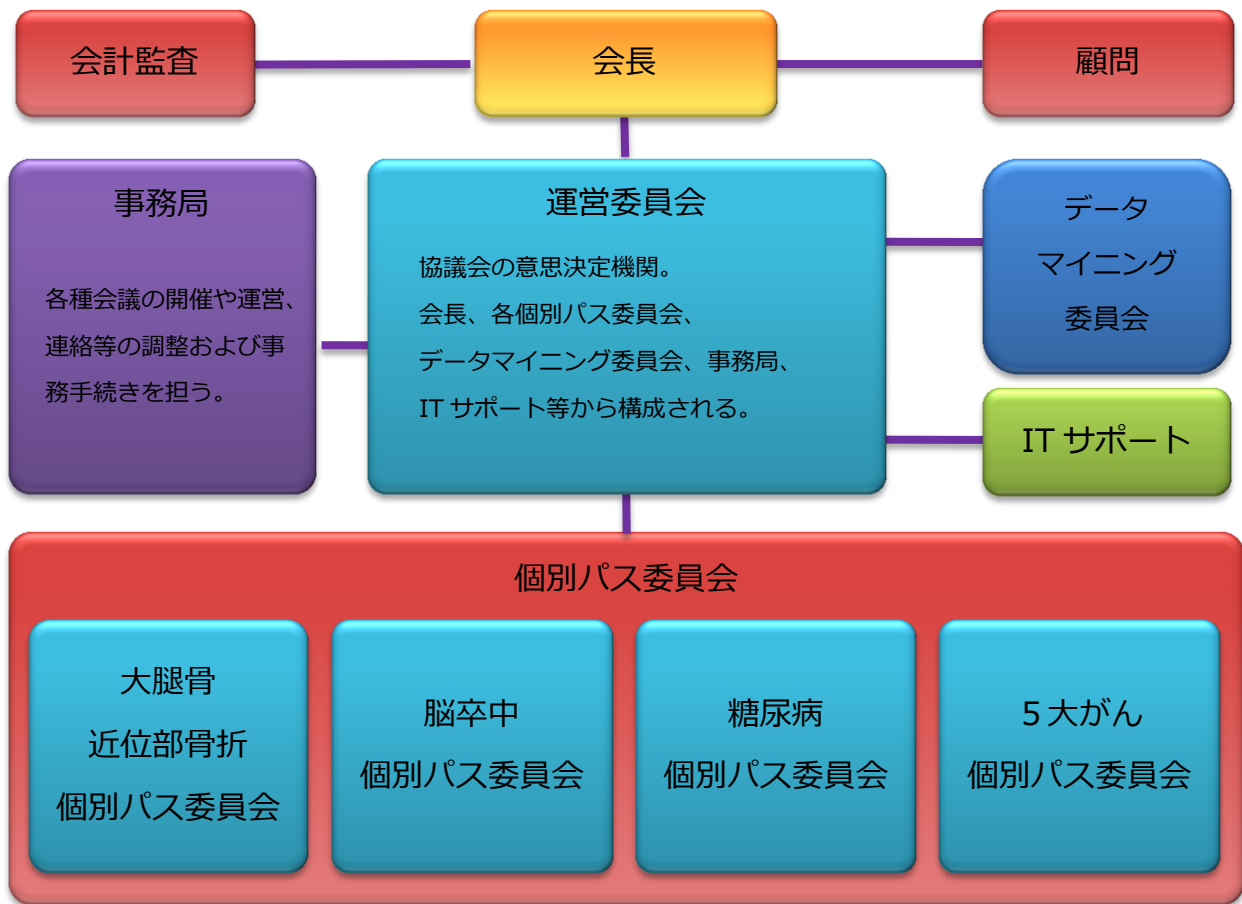 会計監査
会長
顧問
事務局
各種会議の開催や運営、
連絡等の調整および事
務手続きを担う。
運営委員会
協議会の意思決定機関。
会長、各個別パス委員会、
データマイニング委員会、事務局、
IT サポート等から構成される。
データ
マイニング
委員会
IT サポート
個別パス委員会
大腿骨
近位部骨折
個別パス委員会
脳卒中
個別パス委員会
糖尿病
個別パス委員会
5 大がん
個別パス委員会